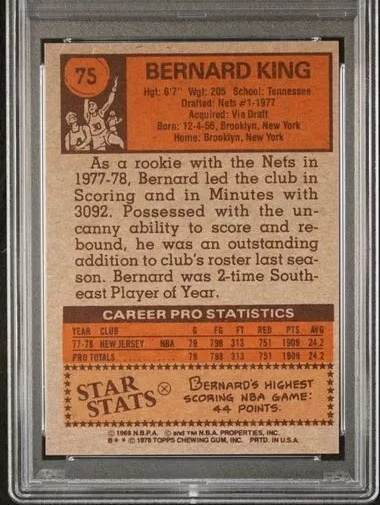 75
BERNARD KING
Hgt: 6'7" Wgt: 205 School: Tennessee
Drafted: Nets #1-1977
Acquired: Via Draft
Born: 12-4-56, Brooklyn, New York
Home: Brooklyn, New York
As a rookie with the Nets in
1977-78, Bernard led the club in
Scoring and in Minutes with
3092. Possessed with the un-
canny ability to score and re-
bound, he was an outstanding
addition to club's roster last sea-
son. Bernard was 2-time South-
east Player of Year.
CAREER PRO STATISTICS
YEAR CLUB G FG FT REB PTS AVG
77-78 NEW JERSEY NBA 79 798 313 751 1909 24.2
PRO TOTALS 79 798 313 751 1909 24.2
STAR
STATS
BERNARD'S HIGHEST
SCORING NBA GAME:
44 POINTS.
© 1969 N.B.P.A. © and TM N.B.A. PROPERTIES, INC.
B** © 1978 TOPPS CHEWING GUM, INC. PRTD. IN U.S.A.